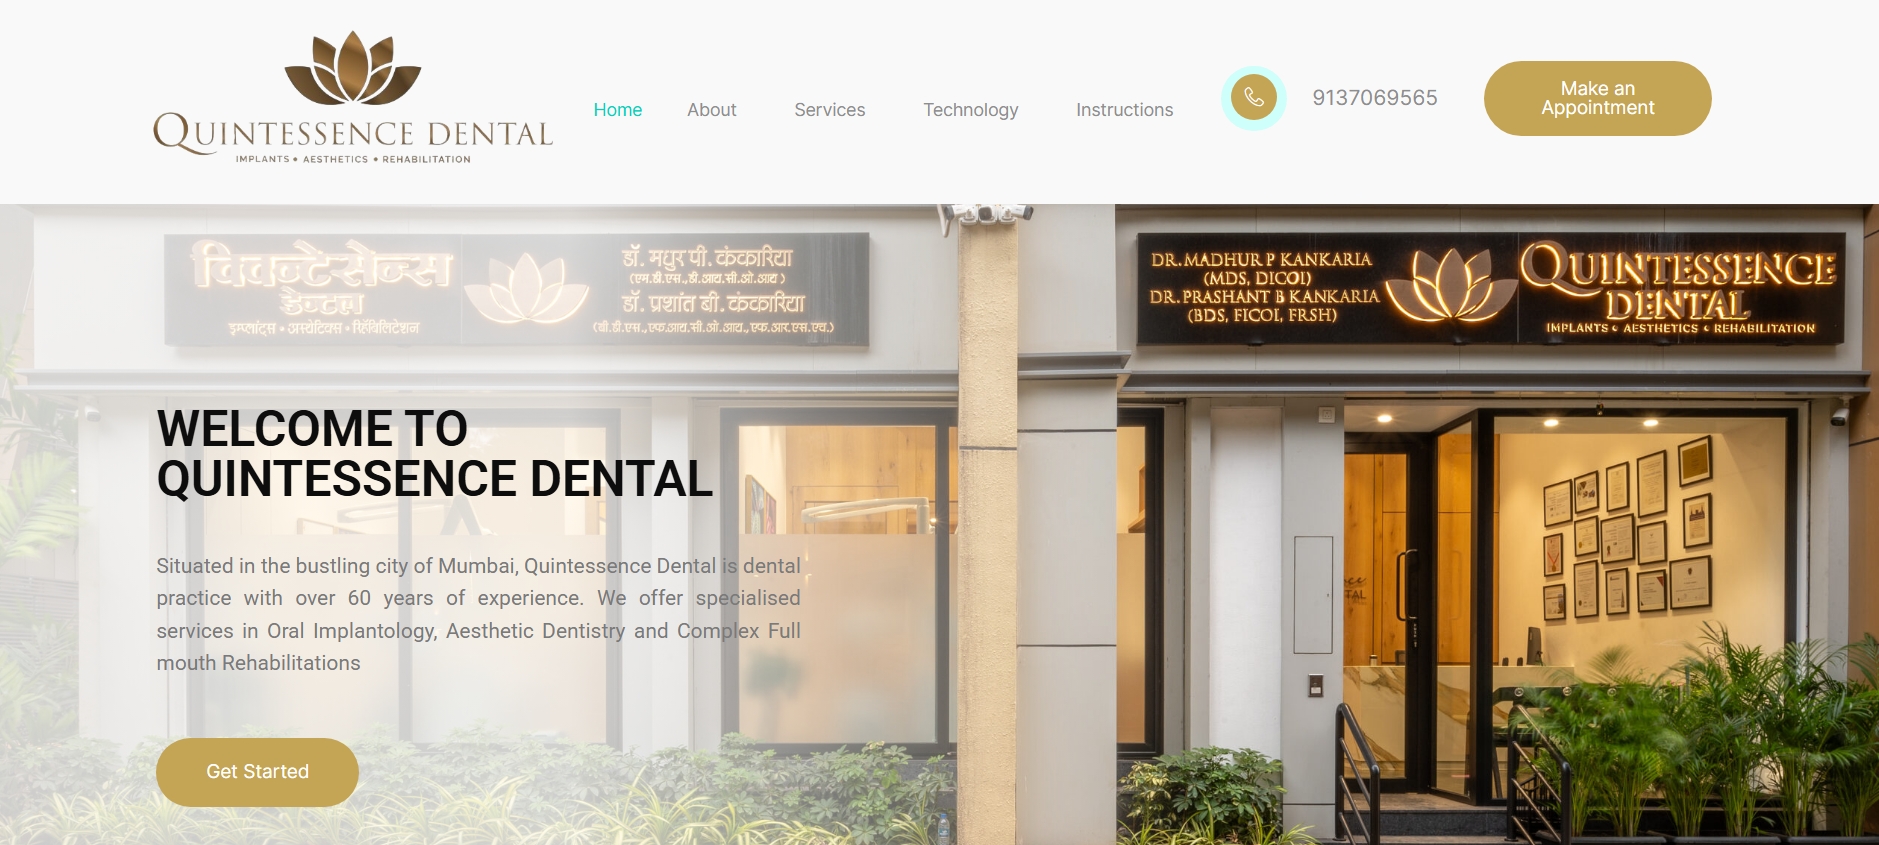 QUINTESSENCE DENTAL
IMPLANTS • AESTHETICS • REHABILITATION
Home
About
Services
Technology
Instructions
9137069565
Make an
Appointment
क्विन्टेसेन्स
डेन्टल
इम्प्लांट्स • अस्थेटिक्स • रिहॅबिलिटेशन
डॉ. मधुर पी. कंकारिया
(एम.डी.एस., डी.आय.सी.ओ.आय)
डॉ. प्रशांत बी. कंकारिया
(बी.डी.एस., एफ.आय.सी.ओ.आय., एफ.आर.एस.एच.)
DR. MADHUR P KANKARIA
(MDS, DICOI)
DR. PRASHANT B KANKARIA
(BDS, FICOI, FRSH)
QUINTESSENCE
DENTAL
IMPLANTS • AESTHETICS • REHABILITATION
WELCOME TO
QUINTESSENCE DENTAL
Situated in the bustling city of Mumbai, Quintessence Dental is dental
practice with over 60 years of experience. We offer specialised
services in Oral Implantology, Aesthetic Dentistry and Complex Full
mouth Rehabilitations
Get Started